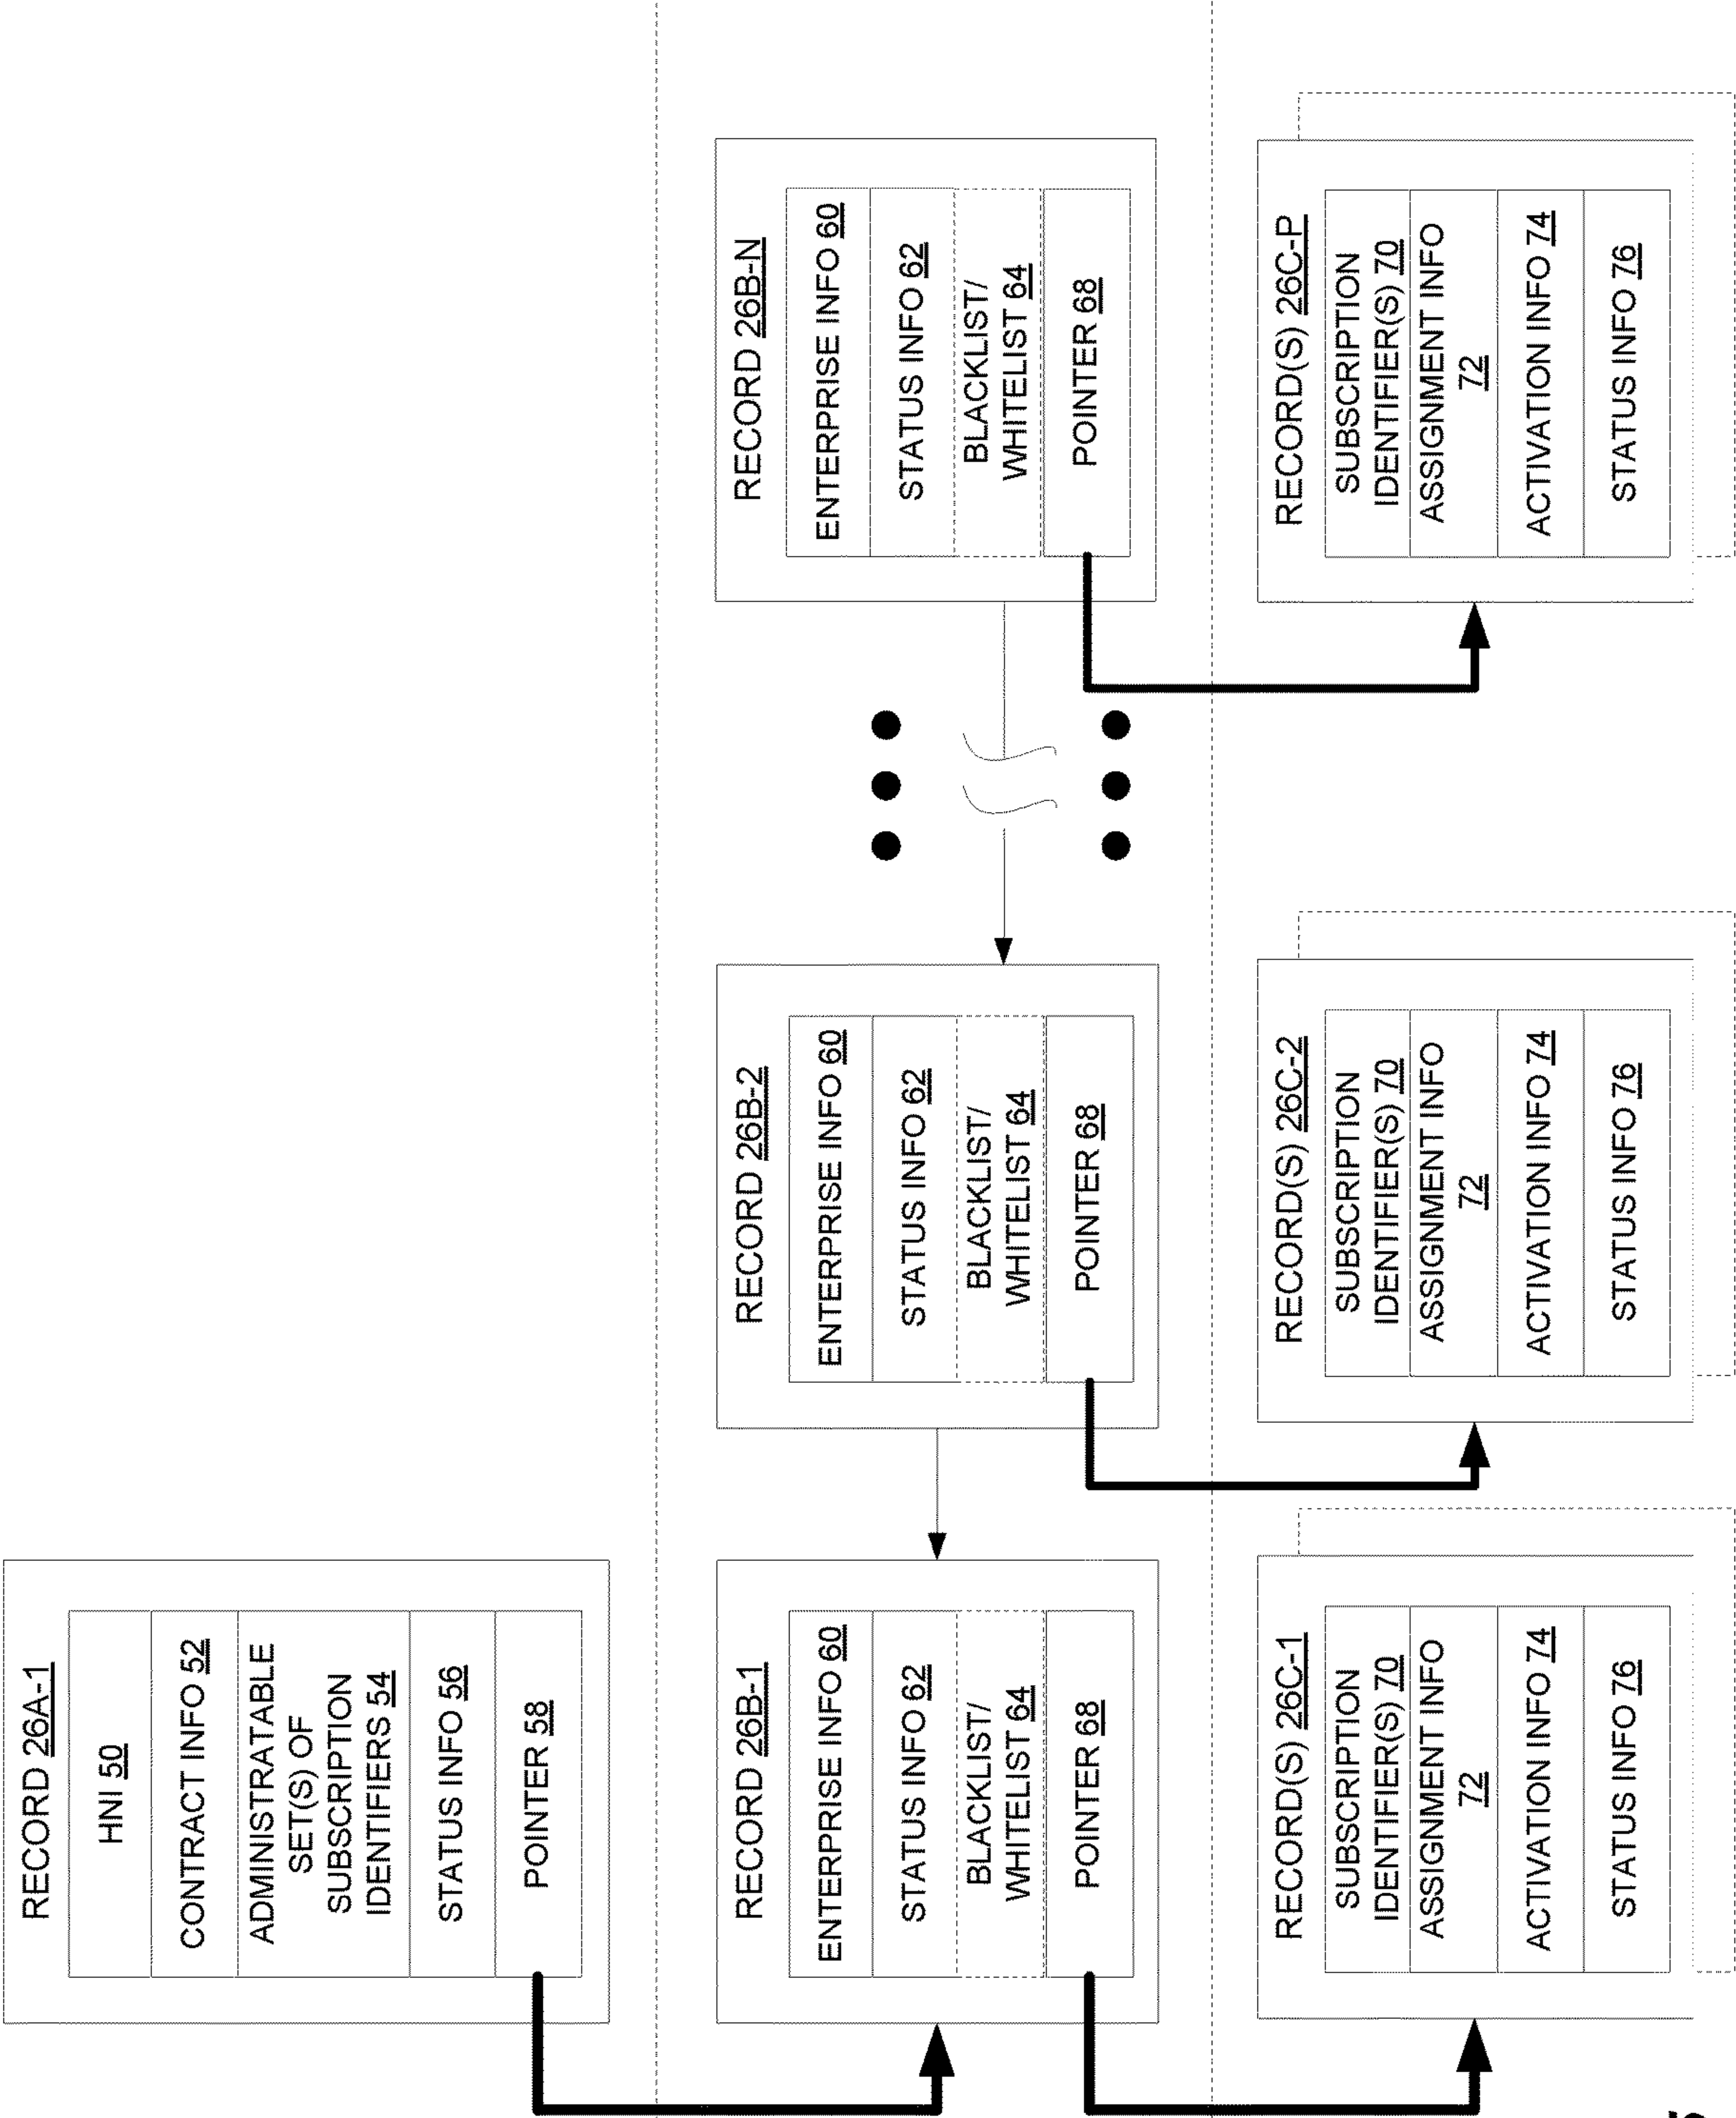 RECORD 26A-1
HNI 50
CONTRACT INFO 52
ADMINISTRATABLE
SET(S) OF
SUBSCRIPTION
IDENTIFIERS 54
STATUS INFO 56
POINTER 58
RECORD 26B-1
ENTERPRISE INFO 60
STATUS INFO 62
BLACKLIST/
WHITELIST 64
POINTER 68
RECORD 26B-2
ENTERPRISE INFO 60
STATUS INFO 62
BLACKLIST/
WHITELIST 64
POINTER 68
RECORD 26B-N
ENTERPRISE INFO 60
STATUS INFO 62
BLACKLIST/
WHITELIST 64
POINTER 68
RECORD(S) 26C-1
SUBSCRIPTION
IDENTIFIER(S) 70
ASSIGNMENT INFO
72
ACTIVATION INFO 74
STATUS INFO 76
RECORD(S) 26C-2
SUBSCRIPTION
IDENTIFIER(S) 70
ASSIGNMENT INFO
72
ACTIVATION INFO 74
STATUS INFO 76
RECORD(S) 26C-P
SUBSCRIPTION
IDENTIFIER(S) 70
ASSIGNMENT INFO
72
ACTIVATION INFO 74
STATUS INFO 76